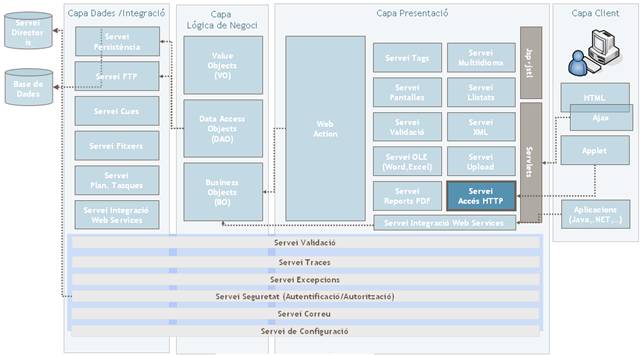 Capa Dades /Integració
Capa
Lógica de Negoci
Capa Presentació
Capa Client
Servei
Directori
s
Base de
Dades
Servei
Persistència
Servei FTP
Servei Cues
Servei Fitxers
Servei
Plan. Tasques
Servei Integració
Web Services
Value
Objects
(VO)
Data Access
Objects
(DAO)
Business
Objects
(BO)
Web
Action
Servei Tags
Servei
Multiidioma
Servei
Pantalles
Servei
Llistats
Servei
Validació
Servei
XML
Servei OLE
(Word,Excel)
Servei
Upload
Servei
Reports PDF
Servei
Accés HTTP
Servei Integració Web Services
Jsp-jstl
Servlets
HTML
Ajax
Applet
Aplicacions
(Java,.NET,..)
Servei Validació
Servei Traces
Servei Excepcions
Servei Seguretat (Autentificació/Autorització)
Servei Correu
Servei de Configuració